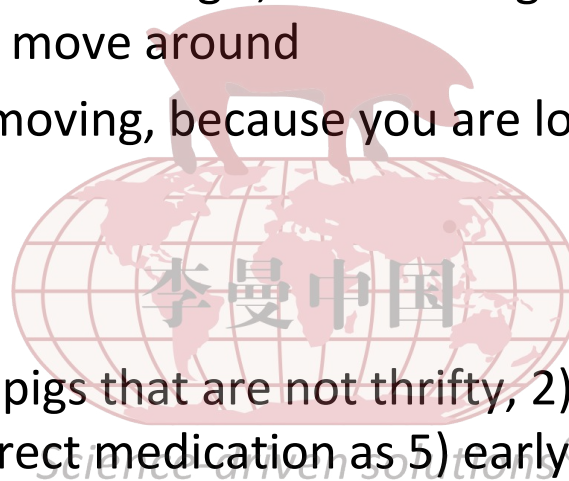 move around
moving, because you are lo
李曼中国
pigs that are not thrifty, 2)
rect medication as 5) early
Science-driven solutions